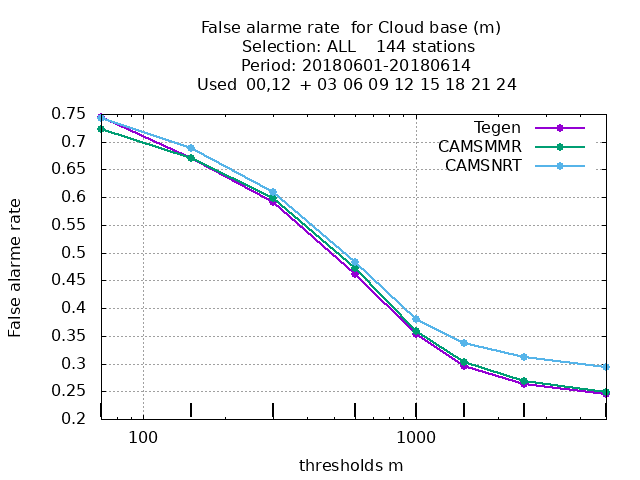 False alarme rate  for Cloud base (m)
Selection: ALL    144 stations
Period: 20180601-20180614
Used  00,12  + 03 06 09 12 15 18 21 24
0.75
0.7
0.65
0.6
0.55
0.5
0.45
0.4
0.35
0.3
0.25
0.2
False alarme rate
Tegen
CAMSMMR
CAMSNRT
100
1000
thresholds m